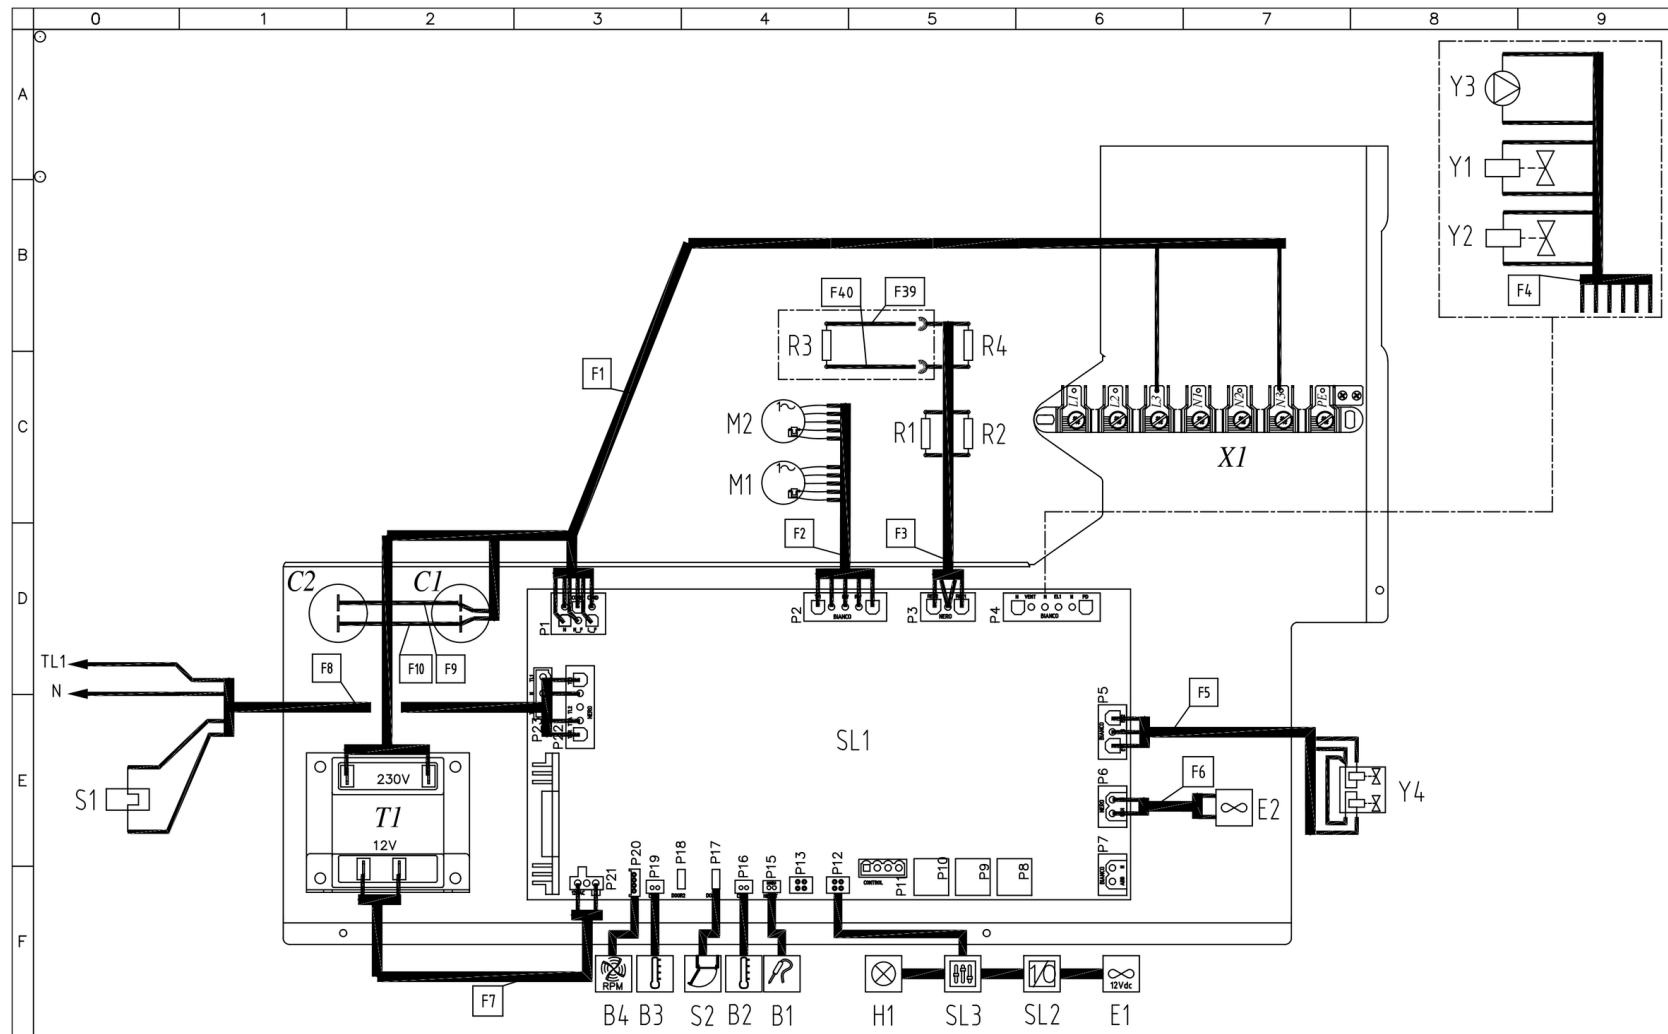 0 1 2 3 4 5 6 7 8 9
A
Y3
Y1
B
Y2
F4
F40 F39
R3 R4
F1
L1 L2 L3 N1 N2 N3 PE
C
M2 R1 R2
X1
M1
F2 F3
C2 C1
D
P1 P2 P3 P4
BIANCO NERO BIANCO
N VENT N EL1 N PD
TL1
F8 F10 F9
N
P23 P22
TL2
NERO
P5
BIANCO
F5
SL1
E
230V
P6
NERO
F6
S1
T1
E2
Y4
12V
P7
BIANCO
P21 P20 P19 P18 P17 P16 P15 P13 P12 P11 P10 P9 P8
DOOR2
CONTROL
F
RPM
12Vdc
F7
B4 B3 S2 B2 B1 H1 SL3 SL2 E1